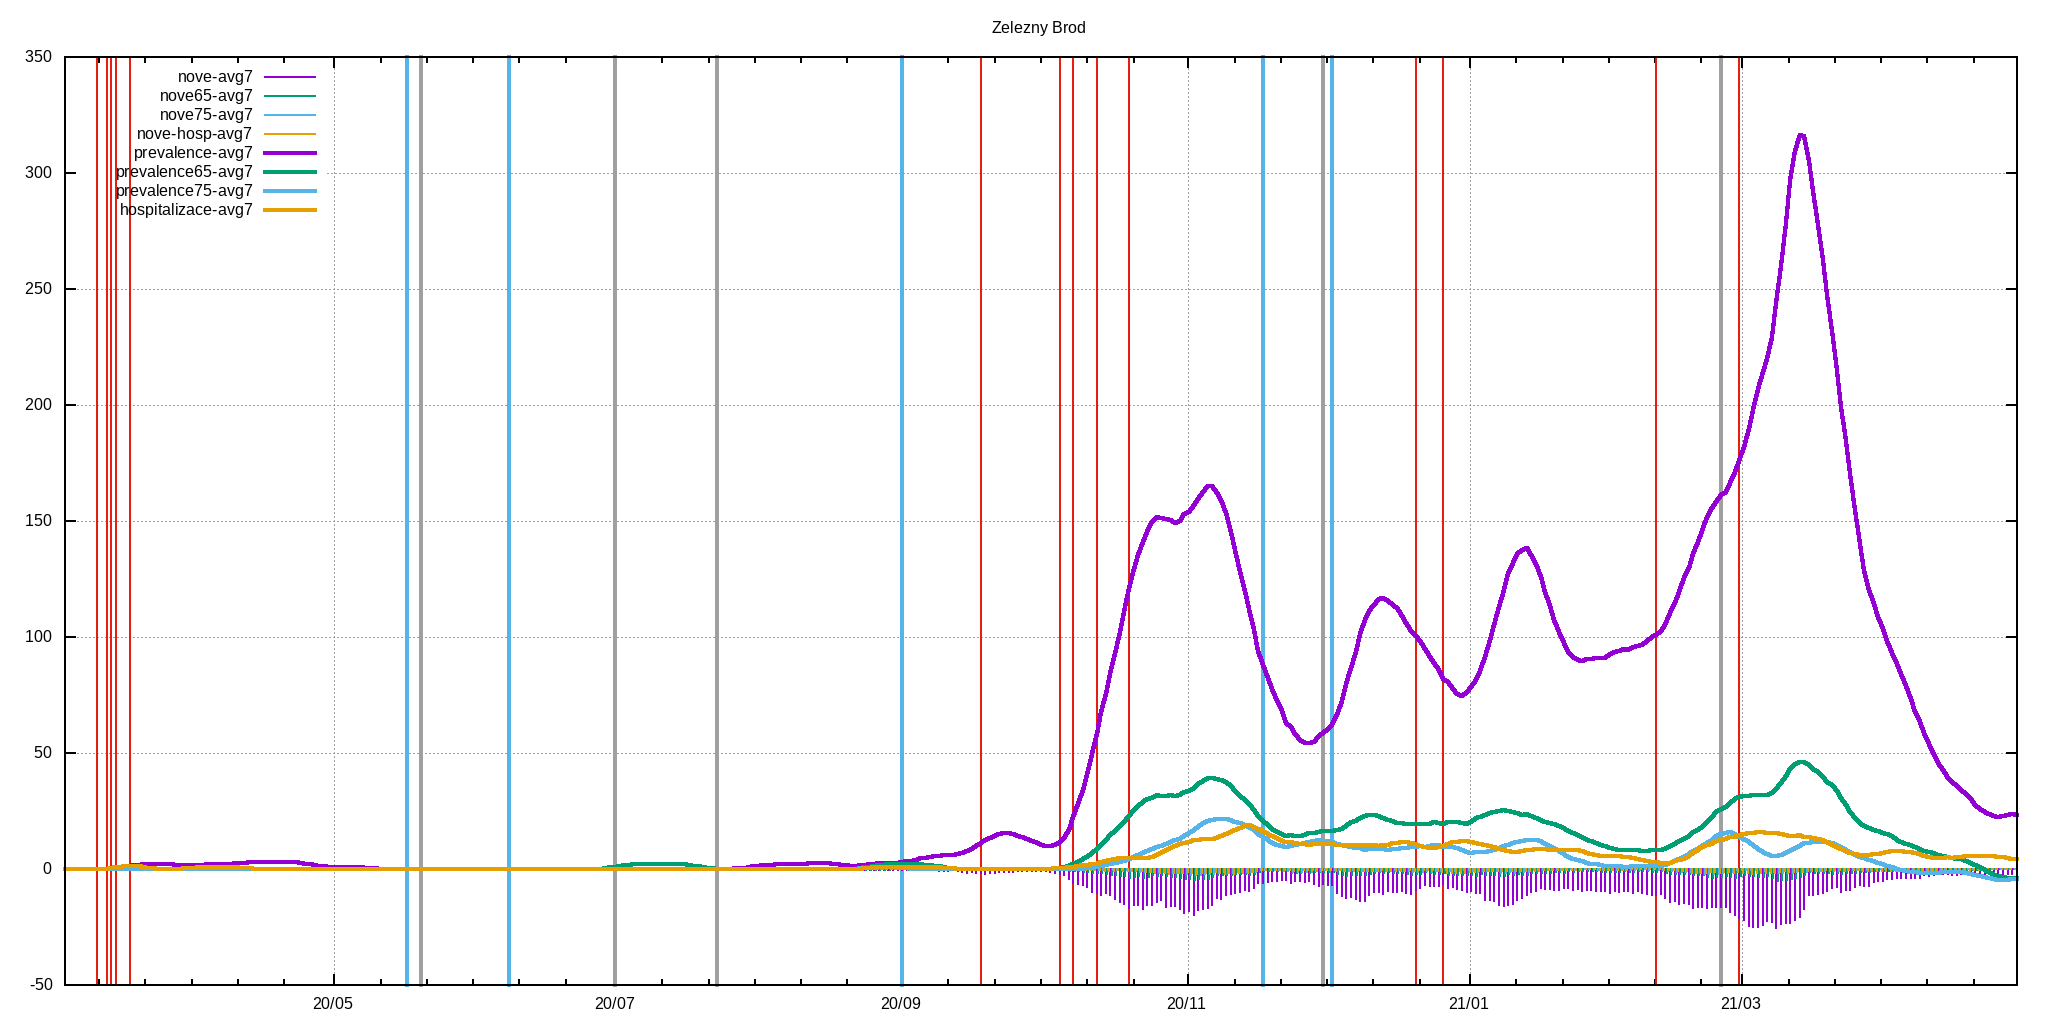 Zelezny Brod
350
300
250
200
150
100
50
0
-50
nove-avg7
nove65-avg7
nove75-avg7
nove-hosp-avg7
prevalence-avg7
prevalence65-avg7
prevalence75-avg7
hospitalizace-avg7
20/05
20/07
20/09
20/11
21/01
21/03